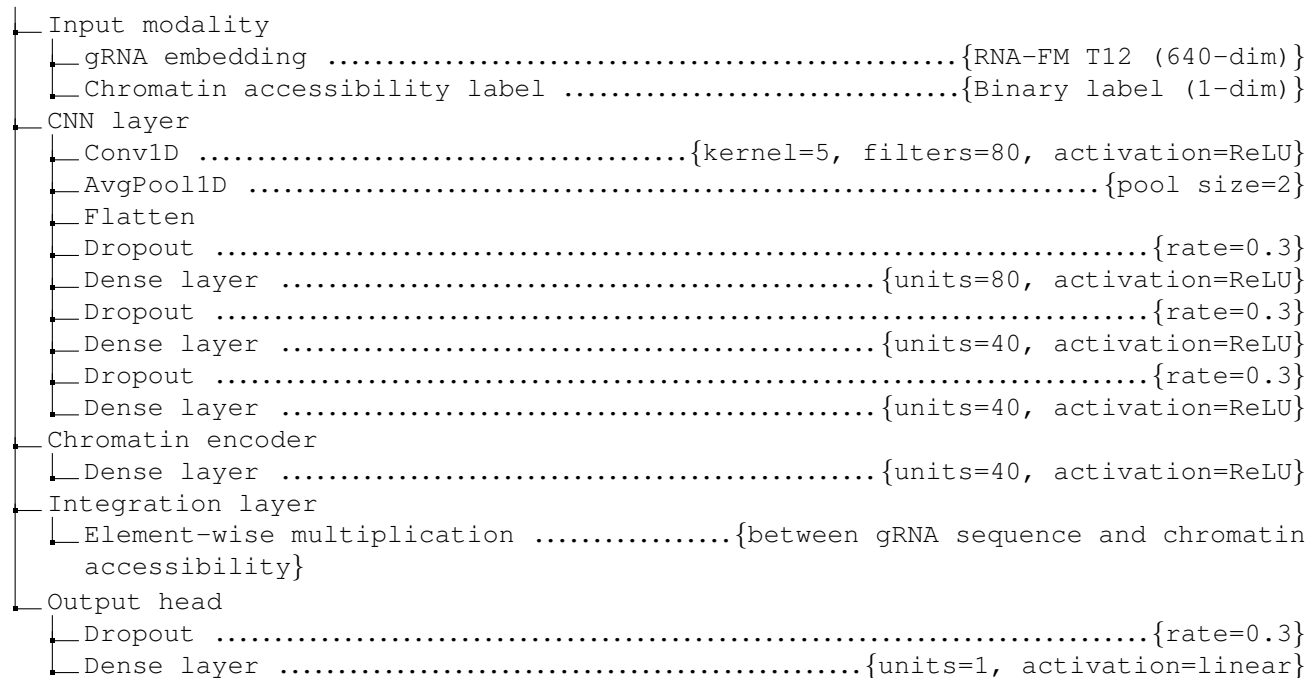 Input modality
gRNA embedding ......................................................{RNA-FM T12 (640-dim)}
Chromatin accessibility label ..................................{Binary label (1-dim)}
CNN layer
Conv1D ..........................................{kernel=5, filters=80, activation=ReLU}
AvgPool1D .........................................................................{pool size=2}
Flatten
Dropout ................................................................................{rate=0.3}
Dense layer ...................................................{units=80, activation=ReLU}
Dropout ................................................................................{rate=0.3}
Dense layer ...................................................{units=40, activation=ReLU}
Dropout ................................................................................{rate=0.3}
Dense layer ...................................................{units=40, activation=ReLU}
Chromatin encoder
Dense layer ...................................................{units=40, activation=ReLU}
Integration layer
Element-wise multiplication .................{between gRNA sequence and chromatin
accessibility}
Output head
Dropout ................................................................................{rate=0.3}
Dense layer .................................................{units=1, activation=linear}